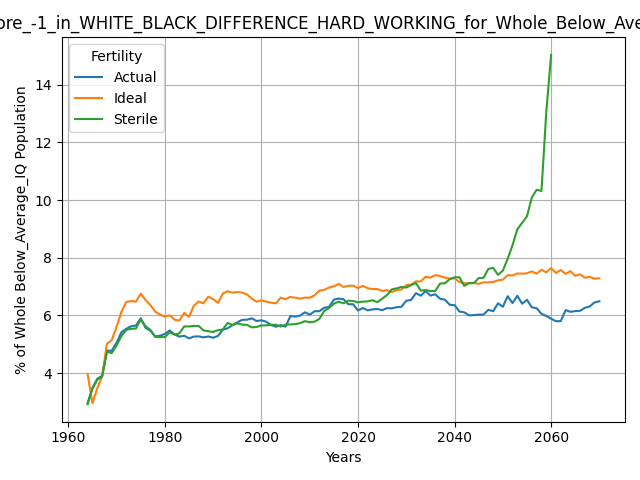 ore_-1_in_WHITE_BLACK_DIFFERENCE_HARD_WORKING_for_Whole_Below_Ave
Fertility
Actual
Ideal
Sterile
% of Whole Below_Average_IQ Population
14
12
10
8
6
4
1960
1980
2000
2020
2040
2060
Years